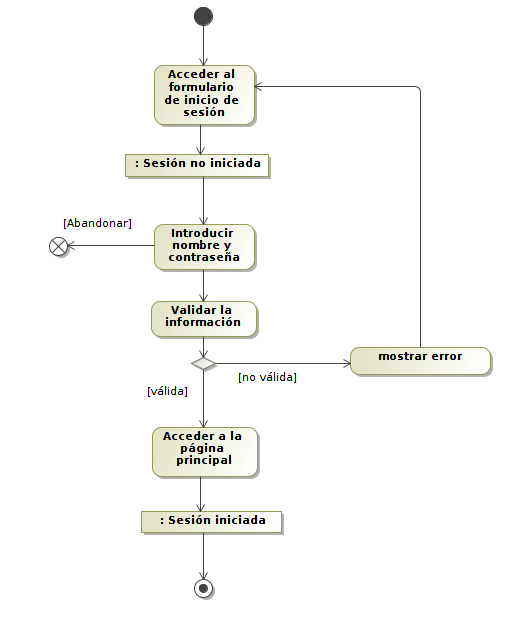 Acceder al
formulario
de inicio de
sesión
: Sesión no iniciada
[Abandonar]
Introducir
nombre y
contraseña
Validar la
información
mostrar error
[no válida]
[válida]
Acceder a la
página
principal
: Sesión iniciada